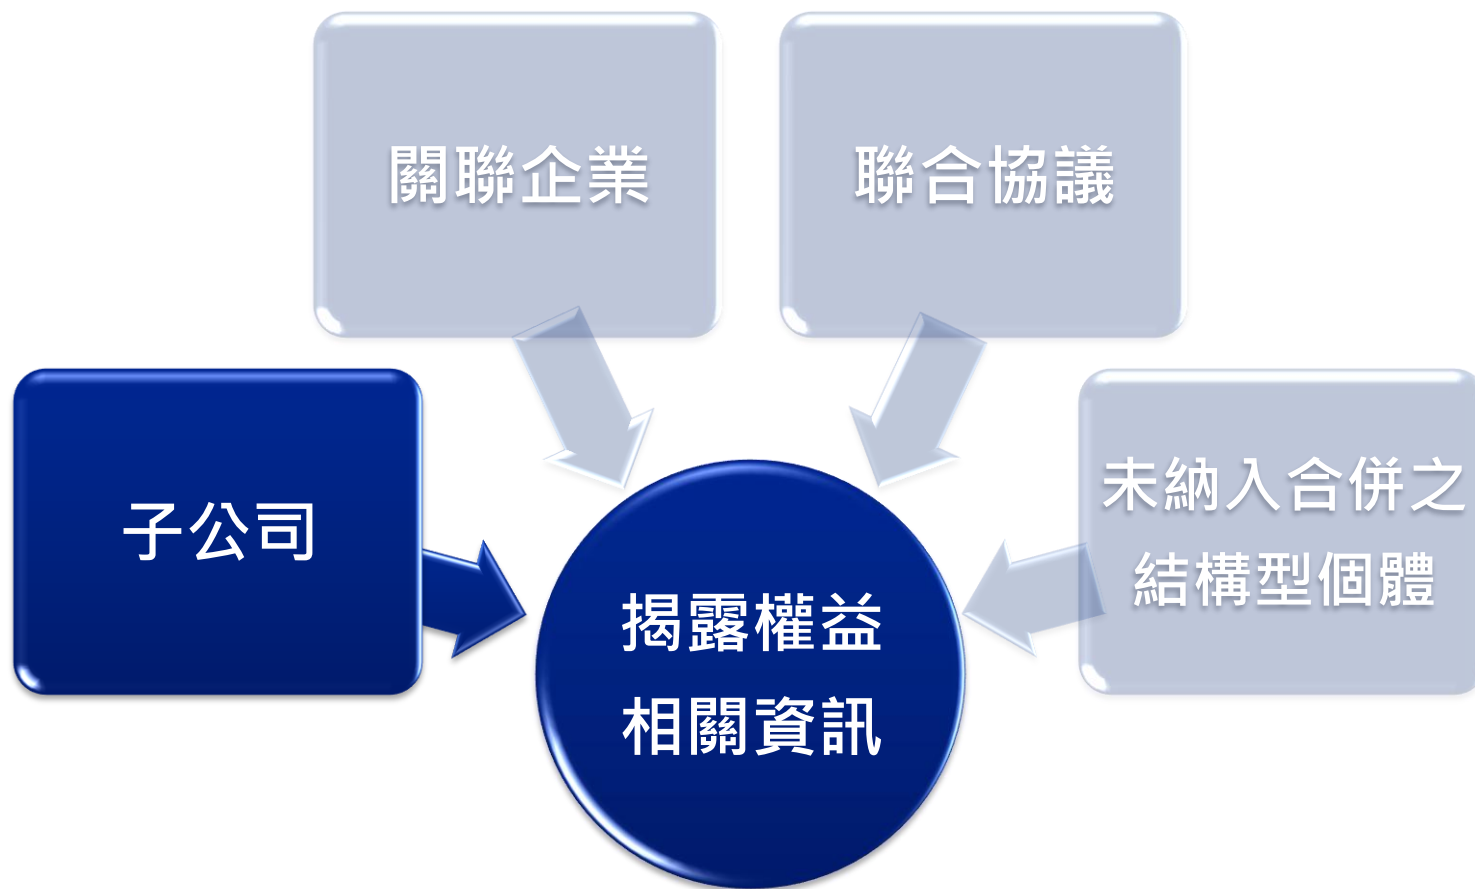 關聯企業
聯合協議
子公司
未納入合併之
結構型個體
揭露權益
相關資訊